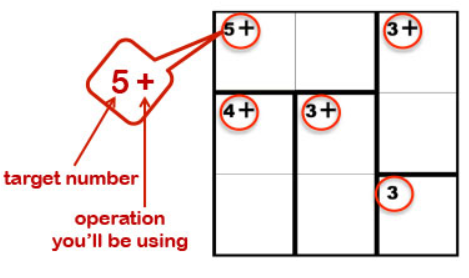 5+
3+
5 +
4+
3+
target number
3
operation
you'll be using